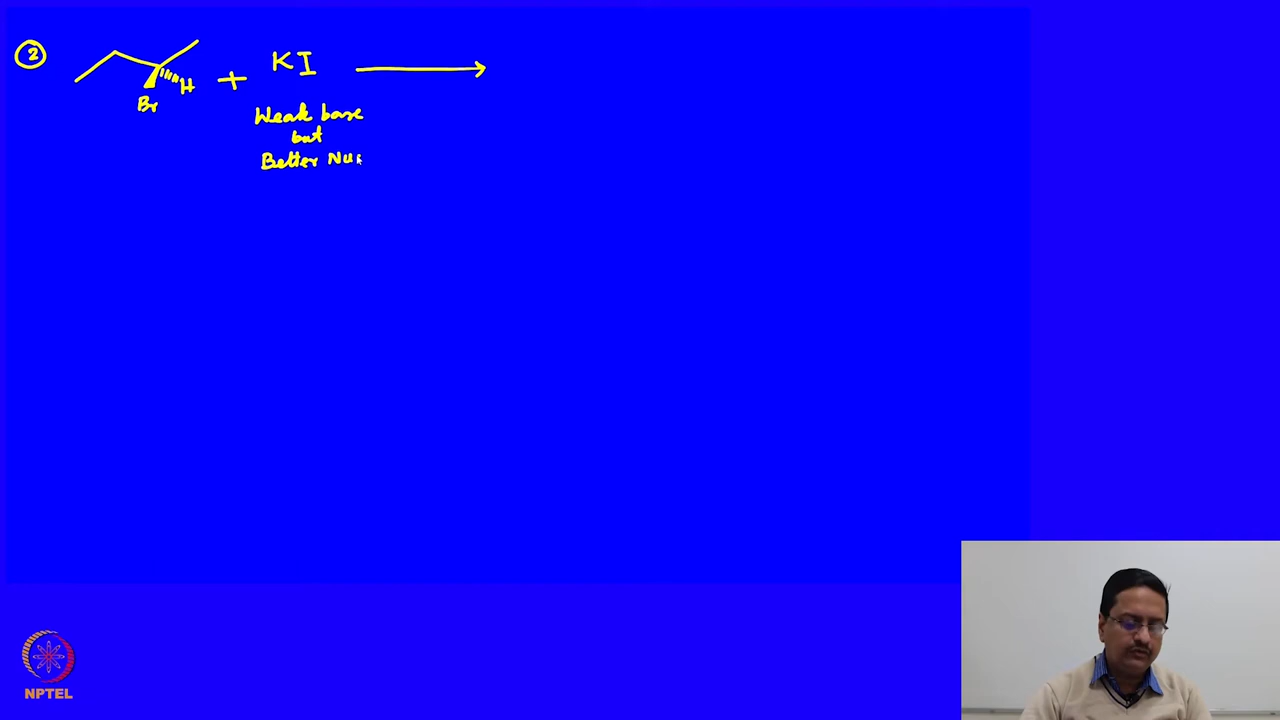 ②
H
Br
+ KI
Weak base
but
Better Nu
NPTEL